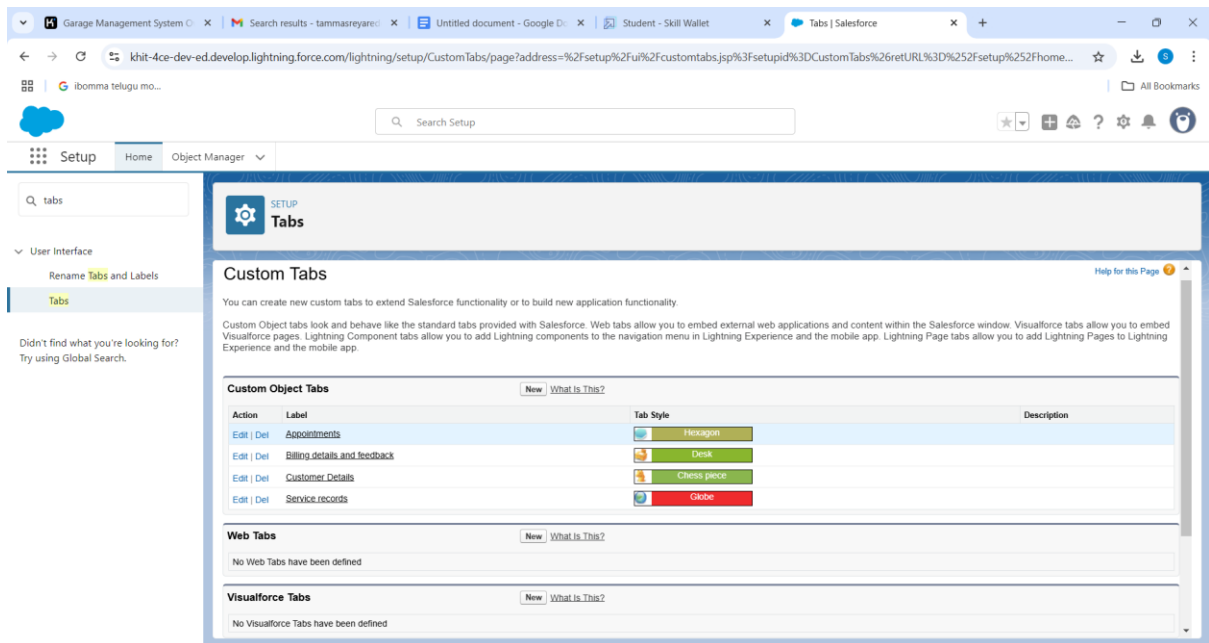 Garage Management System O
Search results - tammasreyared
Untitled document - Google Do
Student - Skill Wallet
Tabs | Salesforce
khit-4ce-dev-ed.develop.lightning.force.com/lightning/setup/CustomTabs/page?address=%2Fsetup%2Fui%2Fcustomtabs.jsp%3Fsetupid%3DCustomTabs%26retURL%3D%252Fsetup%252Fhome...
S
ibomma telugu mo...
All Bookmarks
Search Setup
Setup
Home
Object Manager
tabs
User Interface
Rename Tabs and Labels
Tabs
Didn't find what you're looking for?
Try using Global Search.
SETUP
Tabs
Custom Tabs
Help for this Page
You can create new custom tabs to extend Salesforce functionality or to build new application functionality.
Custom Object tabs look and behave like the standard tabs provided with Salesforce. Web tabs allow you to embed external web applications and content within the Salesforce window. Visualforce tabs allow you to embed
Visualforce pages. Lightning Component tabs allow you to add Lightning components to the navigation menu in Lightning Experience and the mobile app. Lightning Page tabs allow you to add Lightning Pages to Lightning
Experience and the mobile app.
Custom Object Tabs New What Is This?
Action Label Tab Style Description
Edit | Del Appointments Hexagon
Edit | Del Billing details and feedback Desk
Edit | Del Customer Details Chess piece
Edit | Del Service records Globe
Web Tabs New What Is This?
No Web Tabs have been defined
Visualforce Tabs New What Is This?
No Visualforce Tabs have been defined